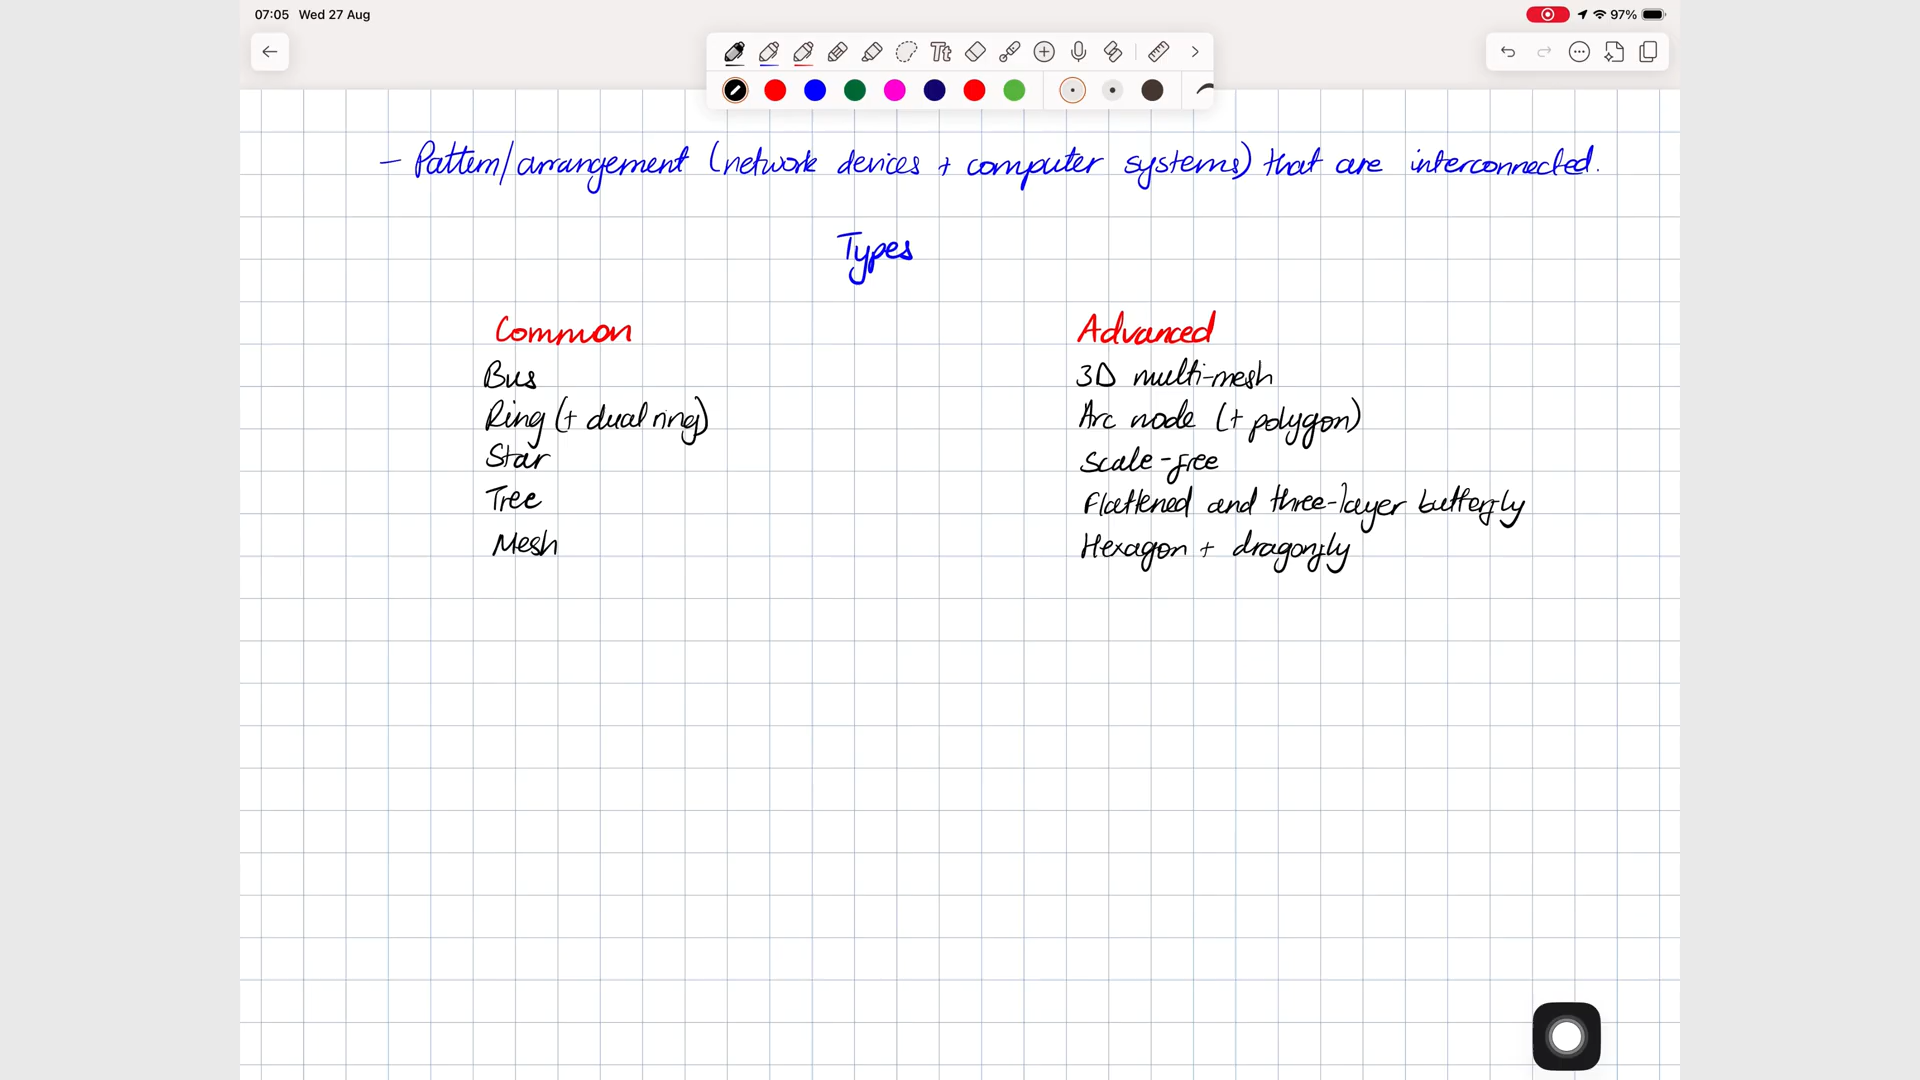 07:05 Wed 27 Aug
97%
Tt
- Pattern/arrangement (network devices + computer systems) that are interconnected.
Types
Common
Advanced
Bus
3D multi-mesh
Ring (+ dual ring)
Arc node (+ polygon)
Star
Scale-free
Tree
Flattened and three-layer butterfly
Mesh
Hexagon + dragonfly